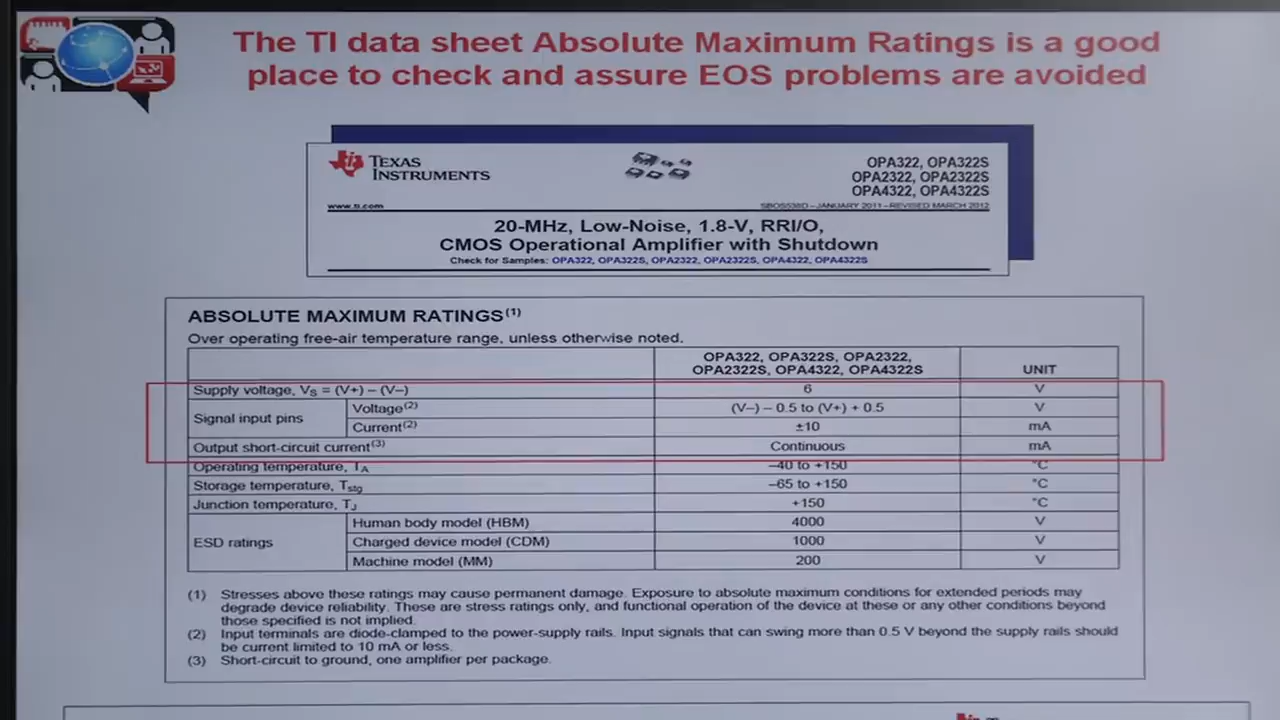 The TI data sheet Absolute Maximum Ratings is a good
place to check and assure EOS problems are avoided
TEXAS
INSTRUMENTS
www.ti.com
OPA322, OPA322S
OPA2322, OPA2322S
OPA4322, OPA4322S
SBOS538D–JANUARY 2011–REVISED MARCH 2012
20-MHz, Low-Noise, 1.8-V, RRI/O,
CMOS Operational Amplifier with Shutdown
Check for Samples: OPA322, OPA322S, OPA2322, OPA2322S, OPA4322, OPA4322S
ABSOLUTE MAXIMUM RATINGS(1)
Over operating free-air temperature range, unless otherwise noted.
OPA322, OPA322S, OPA2322,
OPA2322S, OPA4322, OPA4322S UNIT
Supply voltage, VS = (V+) – (V–) 6 V
Signal input pins Voltage(2) (V–) – 0.5 to (V+) + 0.5 V
Current(2) ±10 mA
Output short-circuit current(3) Continuous mA
Operating temperature, TA –40 to +150 °C
Storage temperature, Tstg –65 to +150 °C
Junction temperature, TJ +150 °C
ESD ratings Human body model (HBM) 4000 V
Charged device model (CDM) 1000 V
Machine model (MM) 200 V
(1) Stresses above these ratings may cause permanent damage. Exposure to absolute maximum conditions for extended periods may
degrade device reliability. These are stress ratings only, and functional operation of the device at these or any other conditions beyond
those specified is not implied.
(2) Input terminals are diode-clamped to the power-supply rails. Input signals that can swing more than 0.5 V beyond the supply rails should
be current limited to 10 mA or less.
(3) Short-circuit to ground, one amplifier per package.